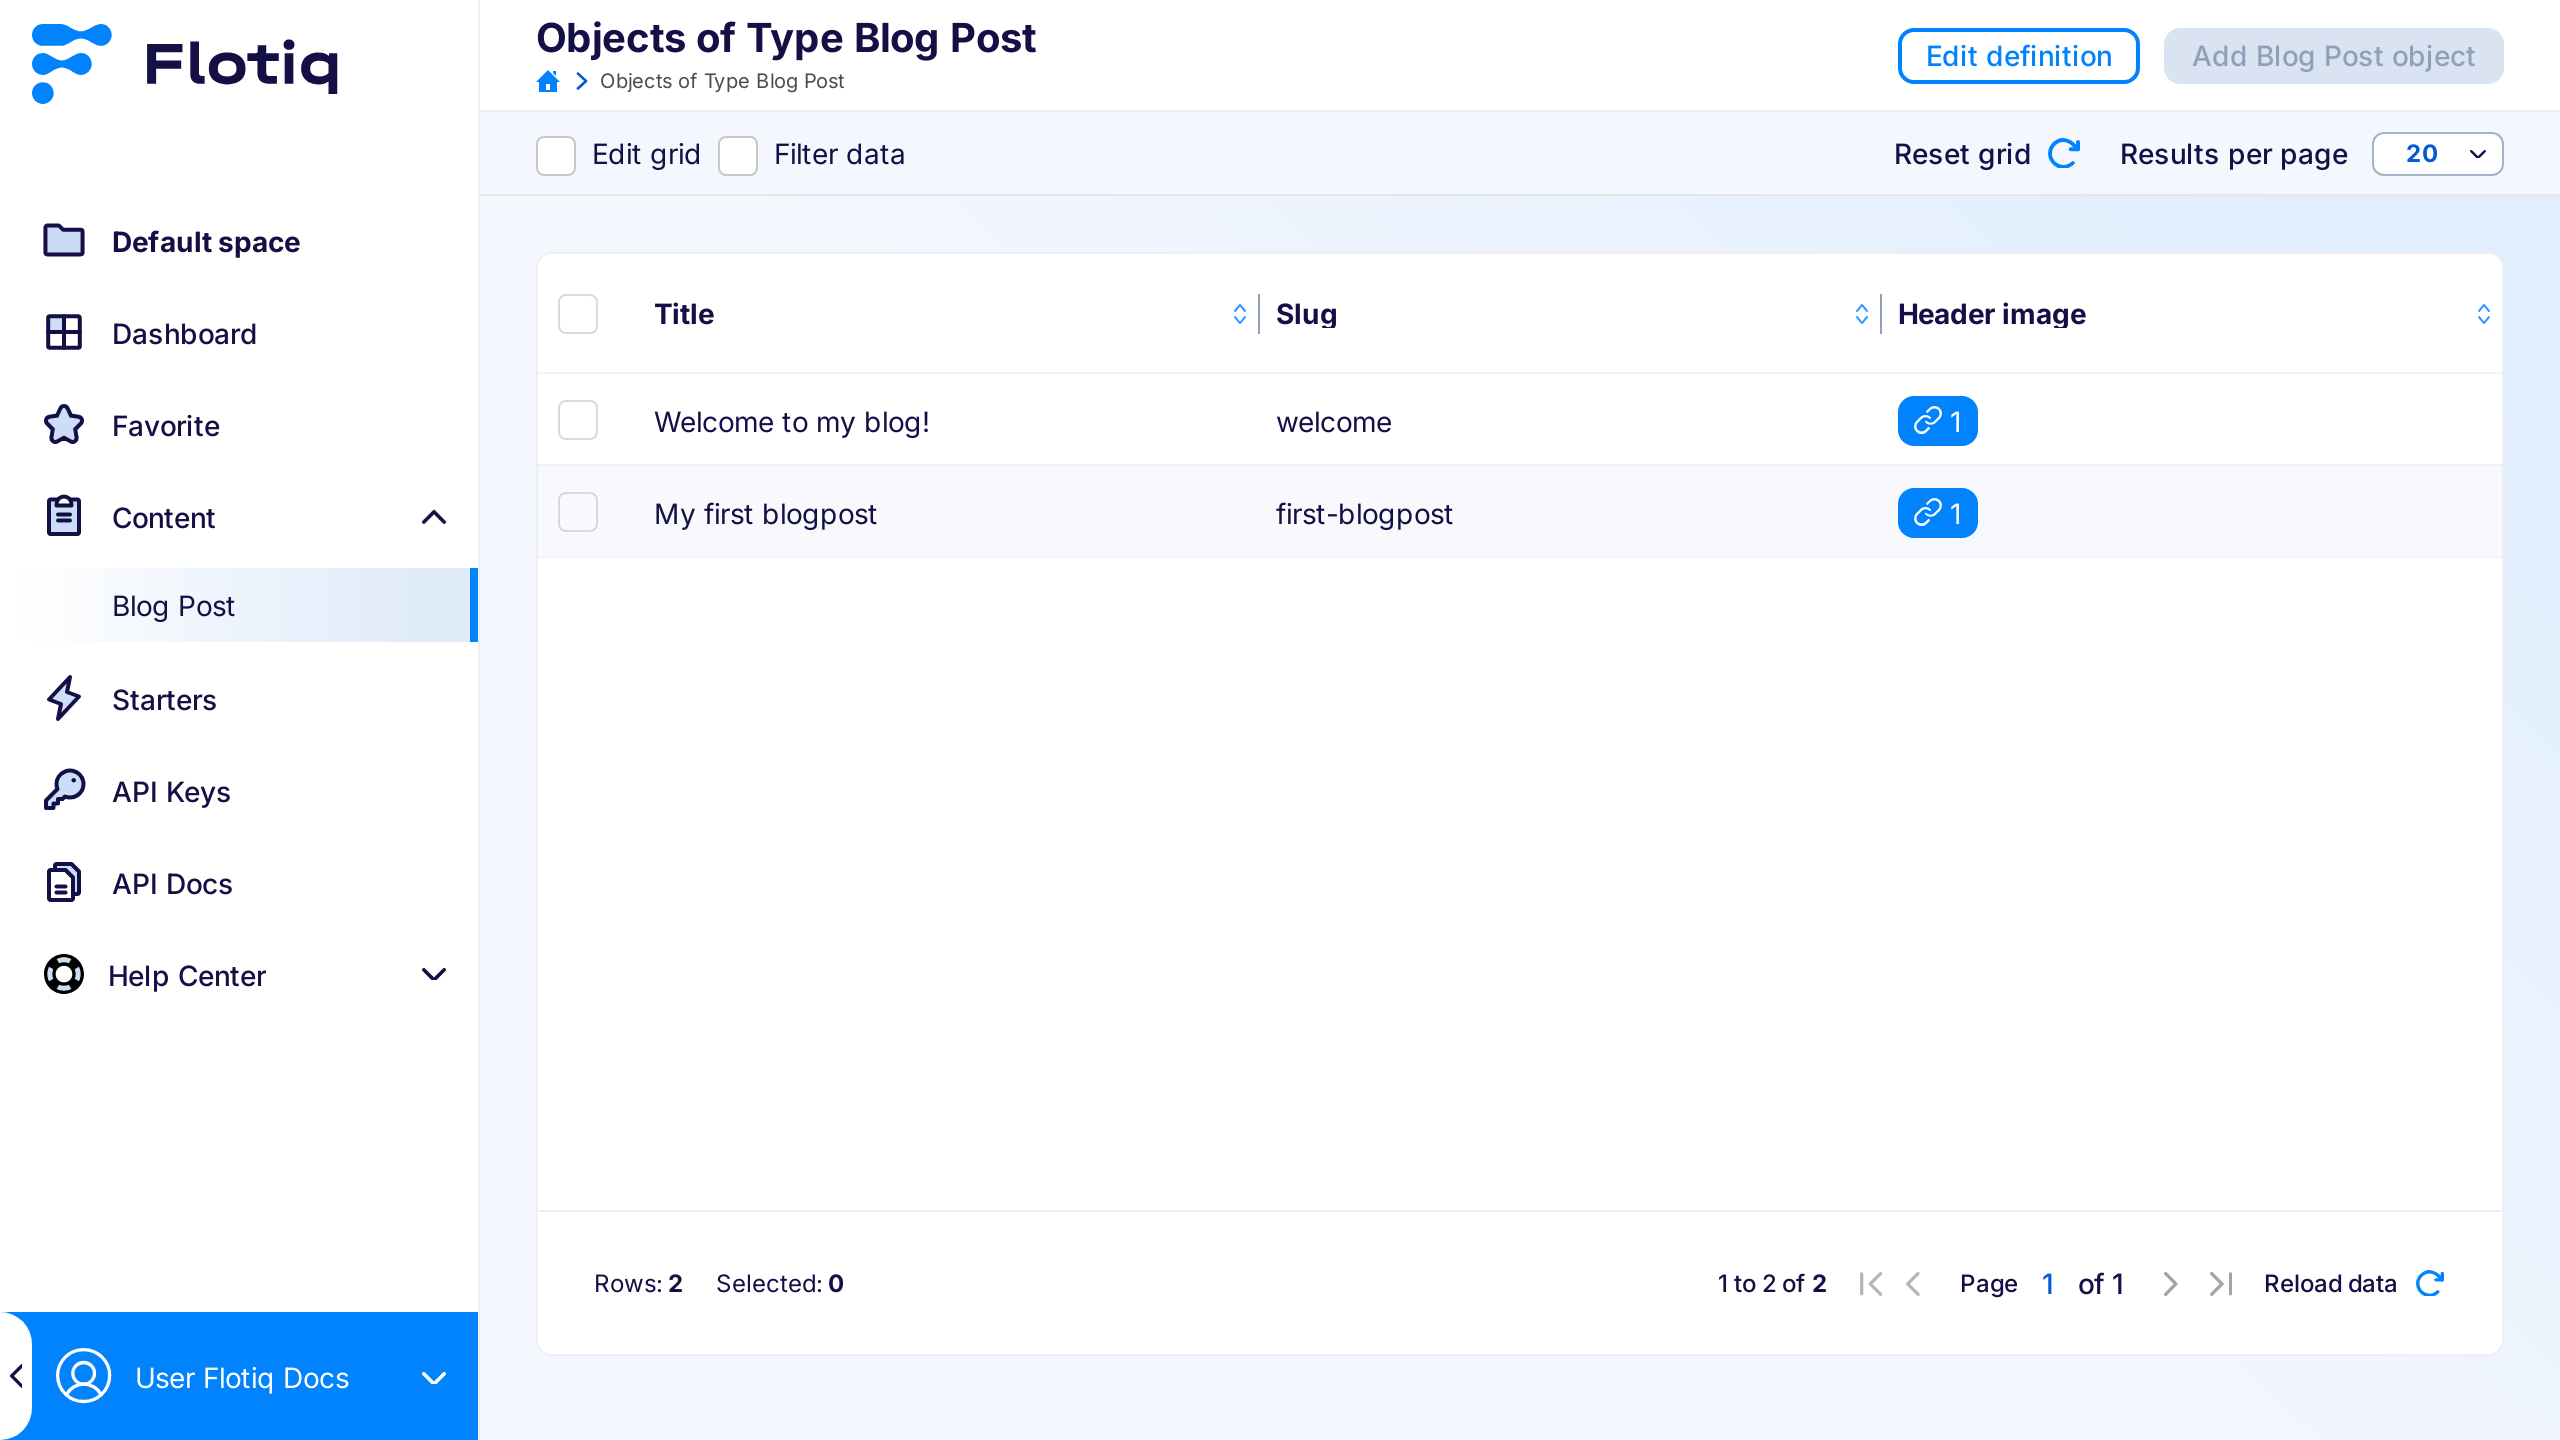 Flotiq
Default space
Dashboard
Favorite
Content
Blog Post
Starters
API Keys
API Docs
Help Center
User Flotiq Docs
Objects of Type Blog Post
Objects of Type Blog Post
Edit definition
Add Blog Post object
Edit grid
Filter data
Reset grid
Results per page
20
Title
Slug
Header image
Welcome to my blog!
welcome
1
My first blogpost
first-blogpost
1
Rows: 2
Selected: 0
1 to 2 of 2
Page 1 of 1
Reload data